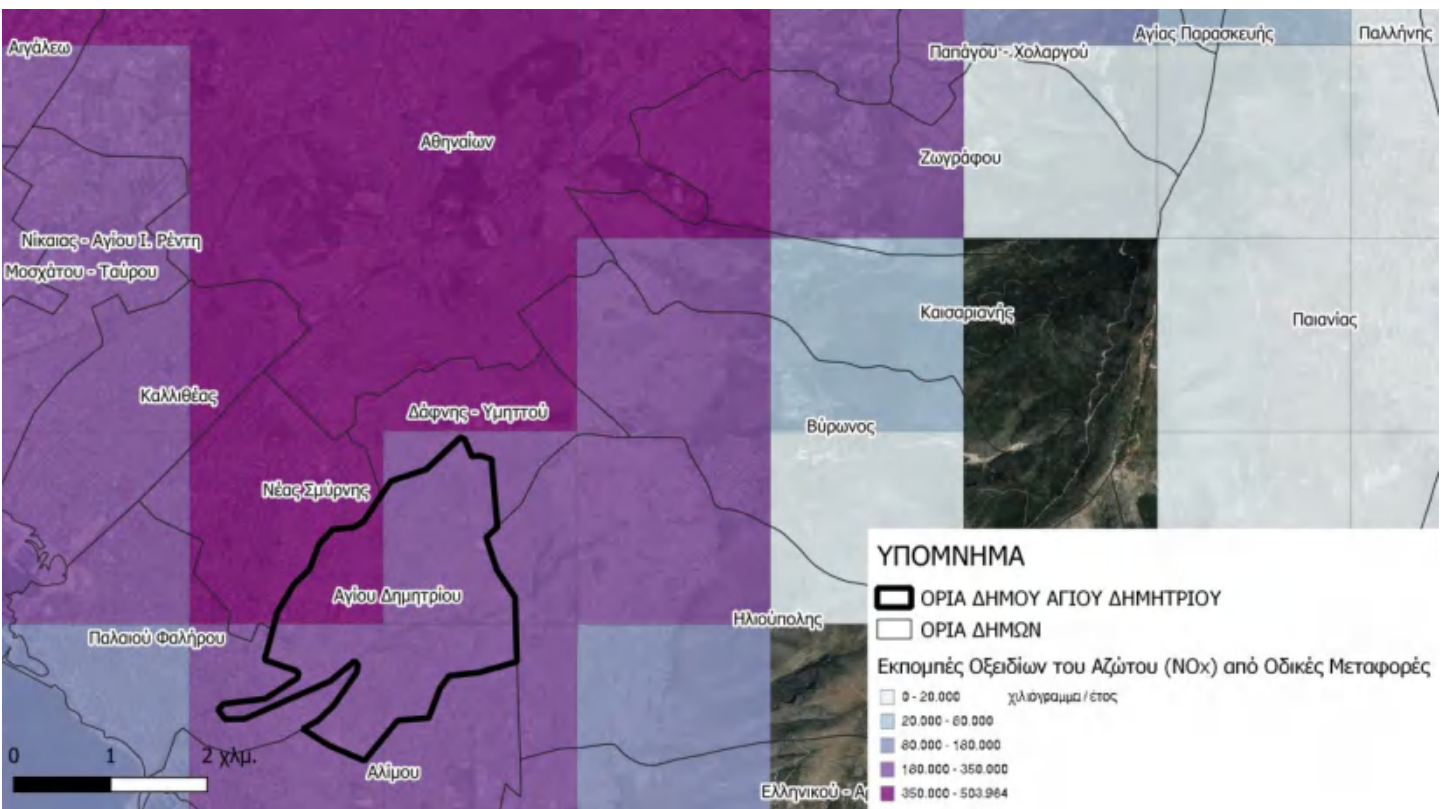 Αιγάλεω
Αγίας Παρασκευής
Παλλήνης
Παπάγου - Χολαργού
Αθηναίων
Ζωγράφου
Νίκαιας - Αγίου Ι. Ρέντη
Μοσχάτου - Ταύρου
Καισαριανής
Παιανίας
Καλλιθέας
Δάφνης - Υμηττού
Βύρωνος
Νέας Σμύρνης
Αγίου Δημητρίου
Ηλιούπολης
Παλαιού Φαλήρου
Αλίμου
Ελληνικού - Α
0 1 2 χλμ.
ΥΠΟΜΝΗΜΑ
ΟΡΙΑ ΔΗΜΟΥ ΑΓΙΟΥ ΔΗΜΗΤΡΙΟΥ
ΟΡΙΑ ΔΗΜΩΝ
Εκπομπές Οξειδίων του Αζώτου (NOx) από Οδικές Μεταφορές
0 - 20.000 χιλιόγραμμα / έτος
20.000 - 80.000
80.000 - 180.000
180.000 - 350.000
350.000 - 503.964